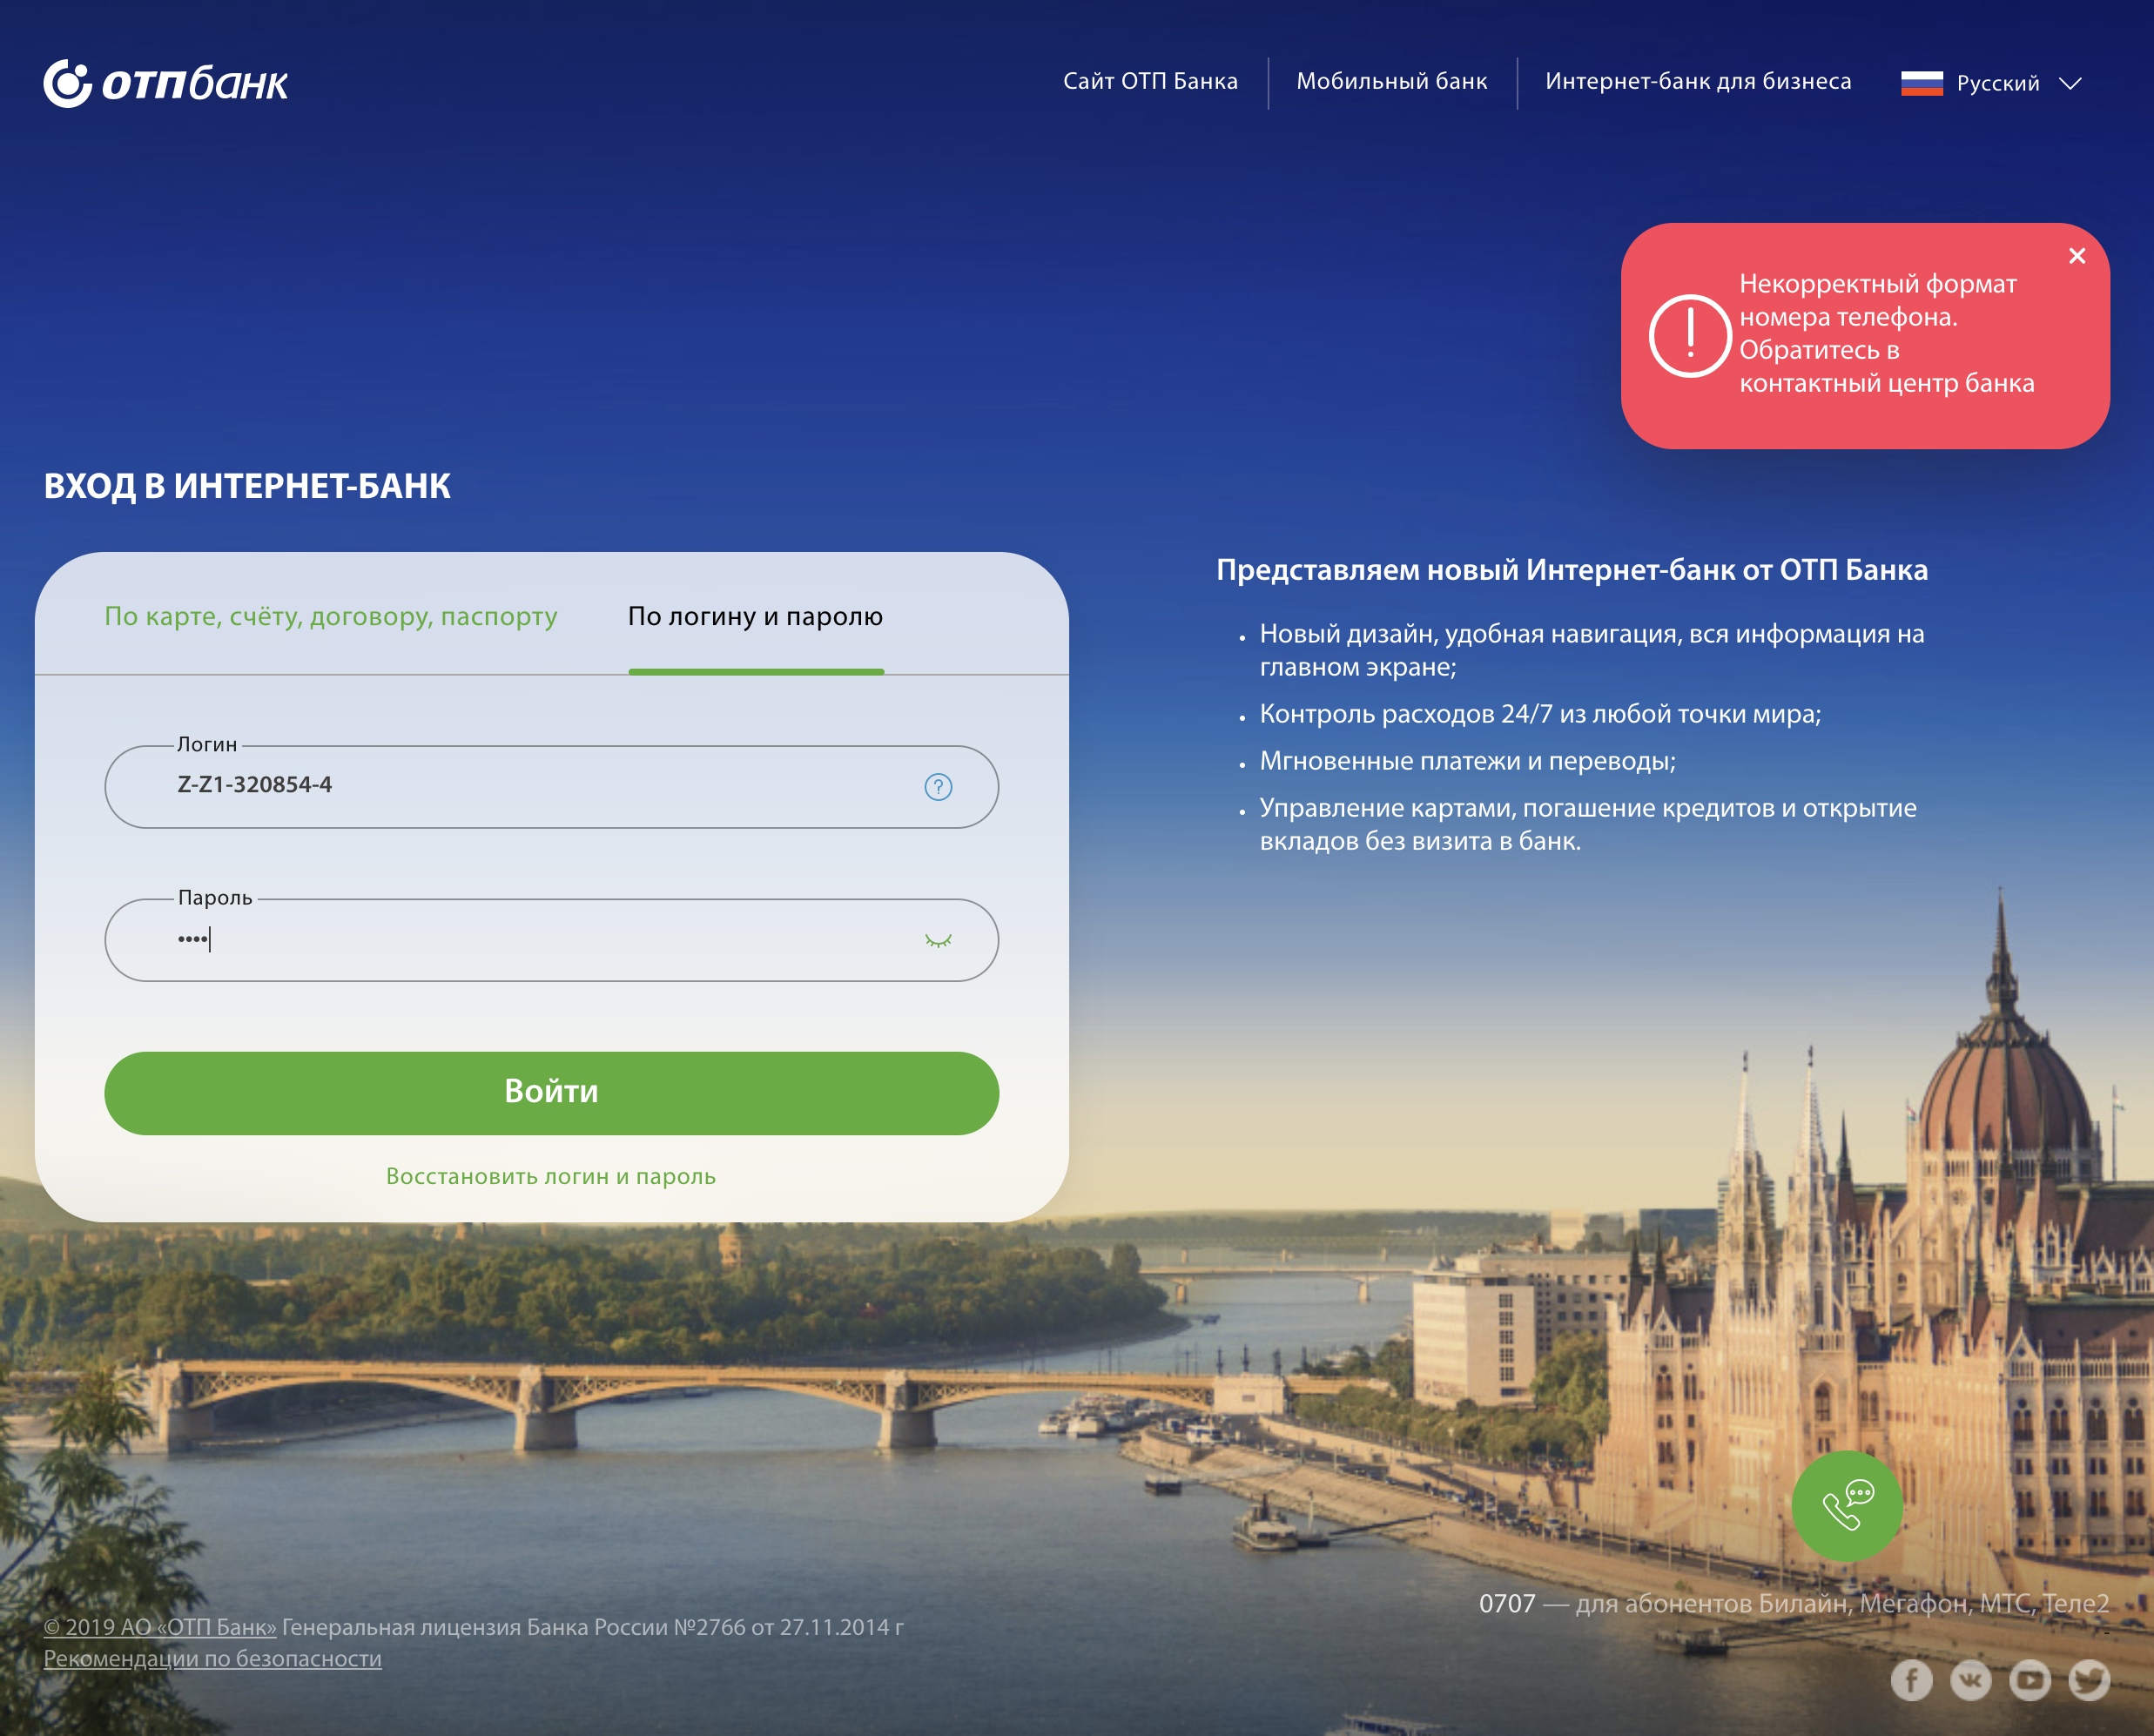 отпбанк
Сайт ОТП Банка
Мобильный банк
Интернет-банк для бизнеса
Русский
Некорректный формат
номера телефона.
Обратитесь в
контактный центр банка
ВХОД В ИНТЕРНЕТ-БАНК
По карте, счёту, договору, паспорту
По логину и паролю
Логин
Z-Z1-320854-4
Пароль
••••
Войти
Восстановить логин и пароль
Представляем новый Интернет-банк от ОТП Банка
• Новый дизайн, удобная навигация, вся информация на
главном экране;
• Контроль расходов 24/7 из любой точки мира;
• Мгновенные платежи и переводы;
• Управление картами, погашение кредитов и открытие
вкладов без визита в банк.
0707 — для абонентов Билайн, Мегафон, МТС, Теле2
-
© 2019 АО «ОТП Банк» Генеральная лицензия Банка России №2766 от 27.11.2014 г
Рекомендации по безопасности